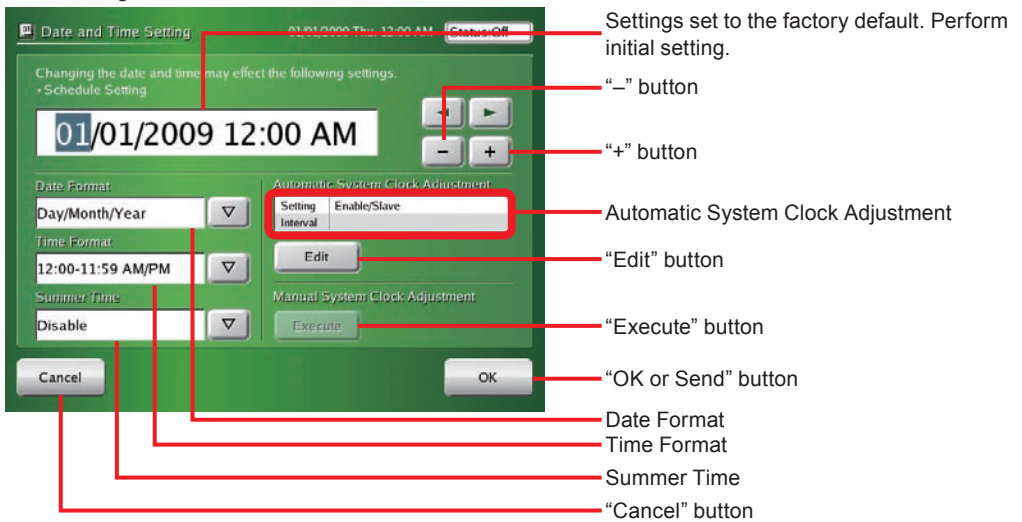 Date and Time Setting
01/01/2009 Thu 12:00 AM
Status:Off
Changing the date and time may effect the following settings.
•Schedule Setting
01/01/2009 12:00 AM
– +
Date Format
Day/Month/Year
Time Format
12:00-11:59 AM/PM
Summer Time
Disable
Automatic System Clock Adjustment
Setting Enable/Slave
Interval
Edit
Manual System Clock Adjustment
Execute
Cancel
OK
Settings set to the factory default. Perform
initial setting.
“–” button
“+” button
Automatic System Clock Adjustment
“Edit” button
“Execute” button
“OK or Send” button
Date Format
Time Format
Summer Time
“Cancel” button